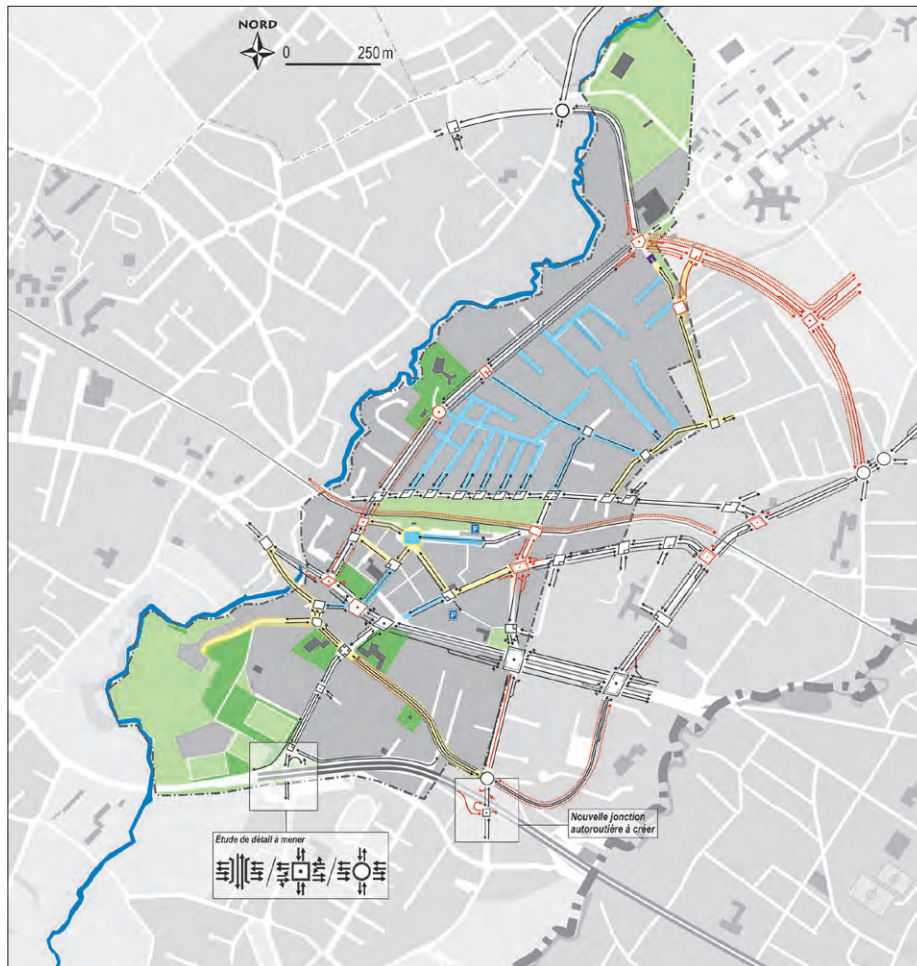 NORD
0 250 m
P
P
Nouvelle jonction
autoroutière à créer
Étude de détail à mener